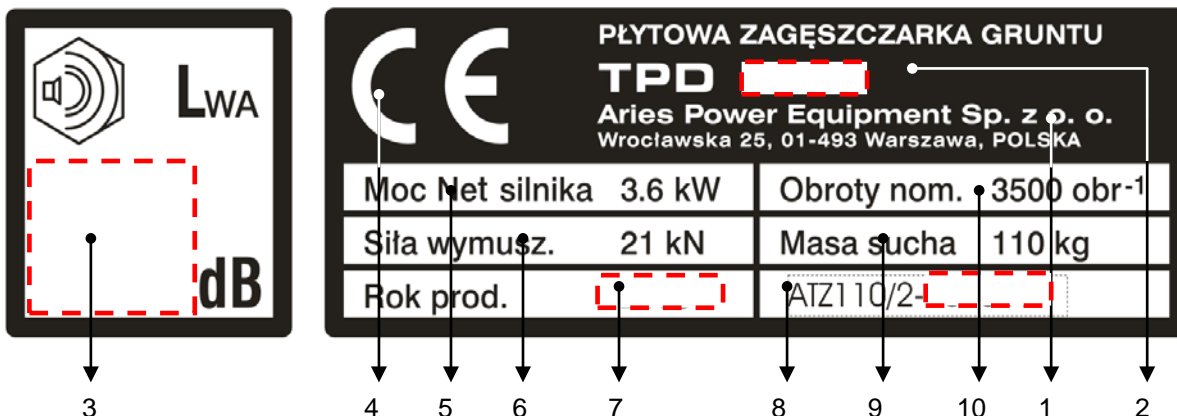 LWA
dB
CE
PŁYTOWA ZAGĘSZCZARKA GRUNTU
TPD
Aries Power Equipment Sp. z o. o.
Wrocławska 25, 01-493 Warszawa, POLSKA
Moc Net silnika 3.6 kW
Obroty nom. 3500 obr-1
Siła wymusz. 21 kN
Masa sucha 110 kg
Rok prod.
ATZ110/2-
3 4 5 6 7 8 9 10 1 2